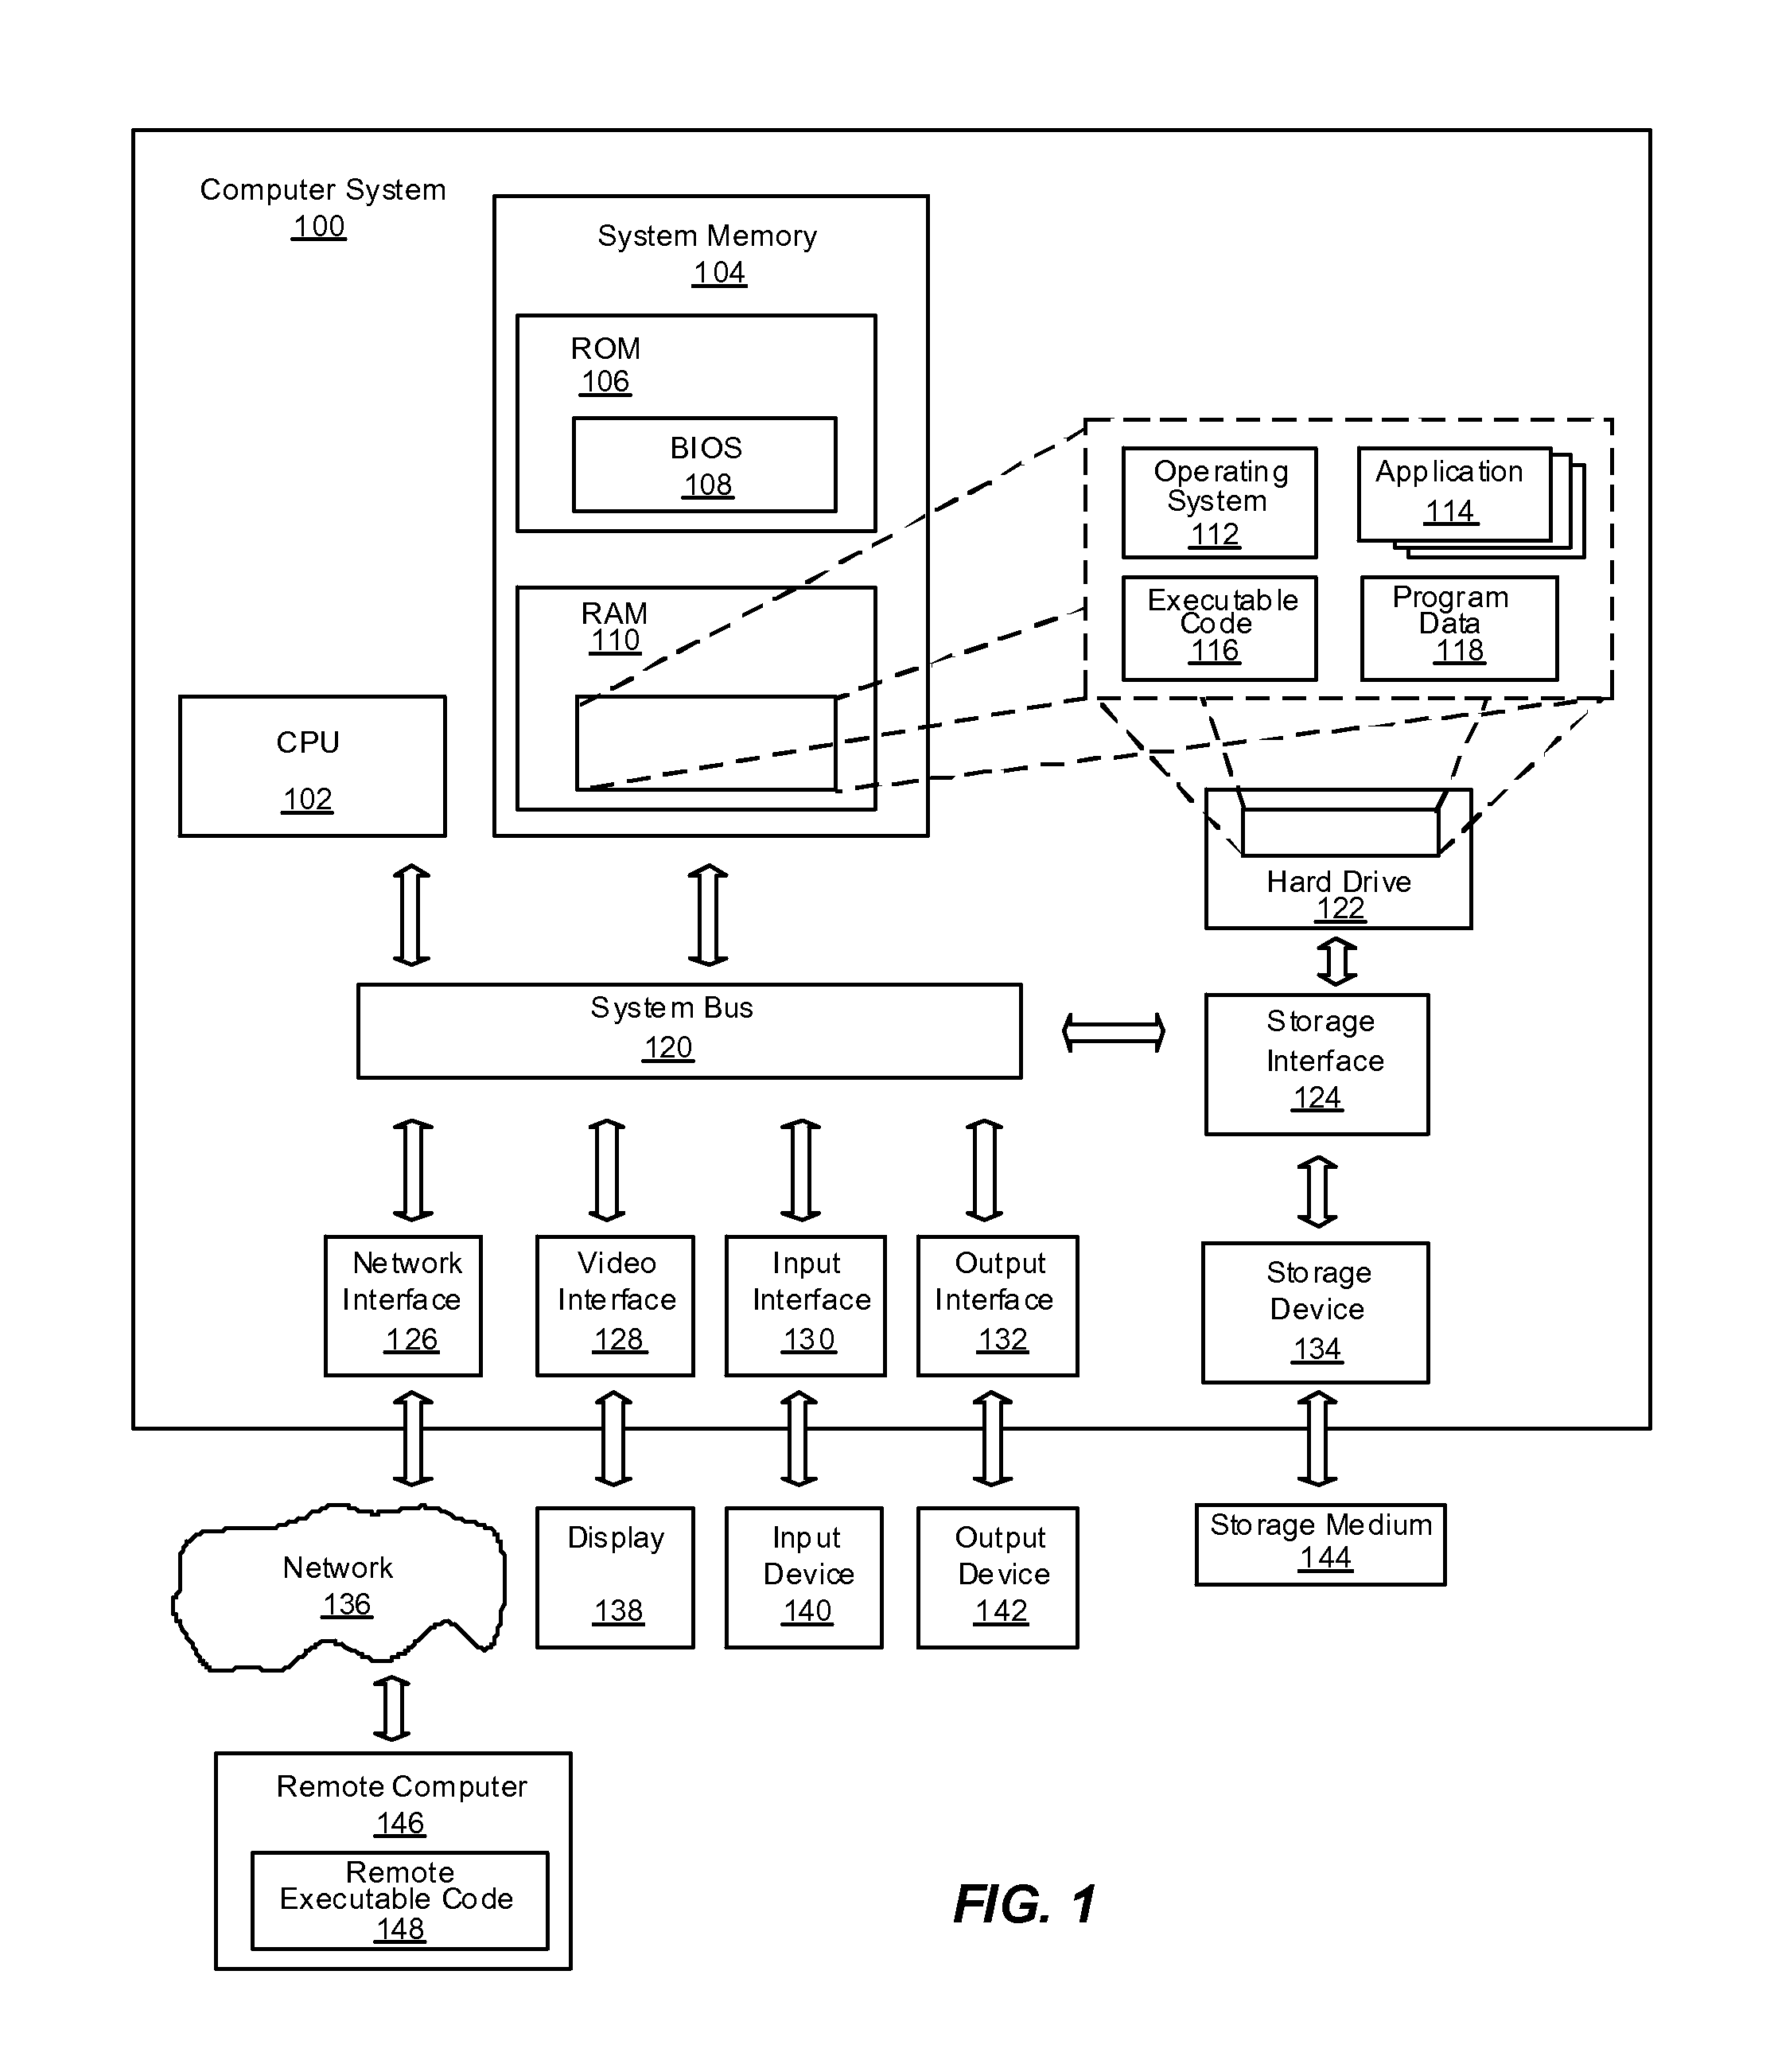 Computer System
100
System Memory
104
ROM
106
BIOS
108
RAM
110
Operating
System
112
Application
114
Executable
Code
116
Program
Data
118
CPU
102
Hard Drive
122
System Bus
120
Storage
Interface
124
Network
Interface
126
Video
Interface
128
Input
Interface
130
Output
Interface
132
Storage
Device
134
Network
136
Display
138
Input
Device
140
Output
Device
142
Storage Medium
144
Remote Computer
146
Remote
Executable Code
148
FIG. 1